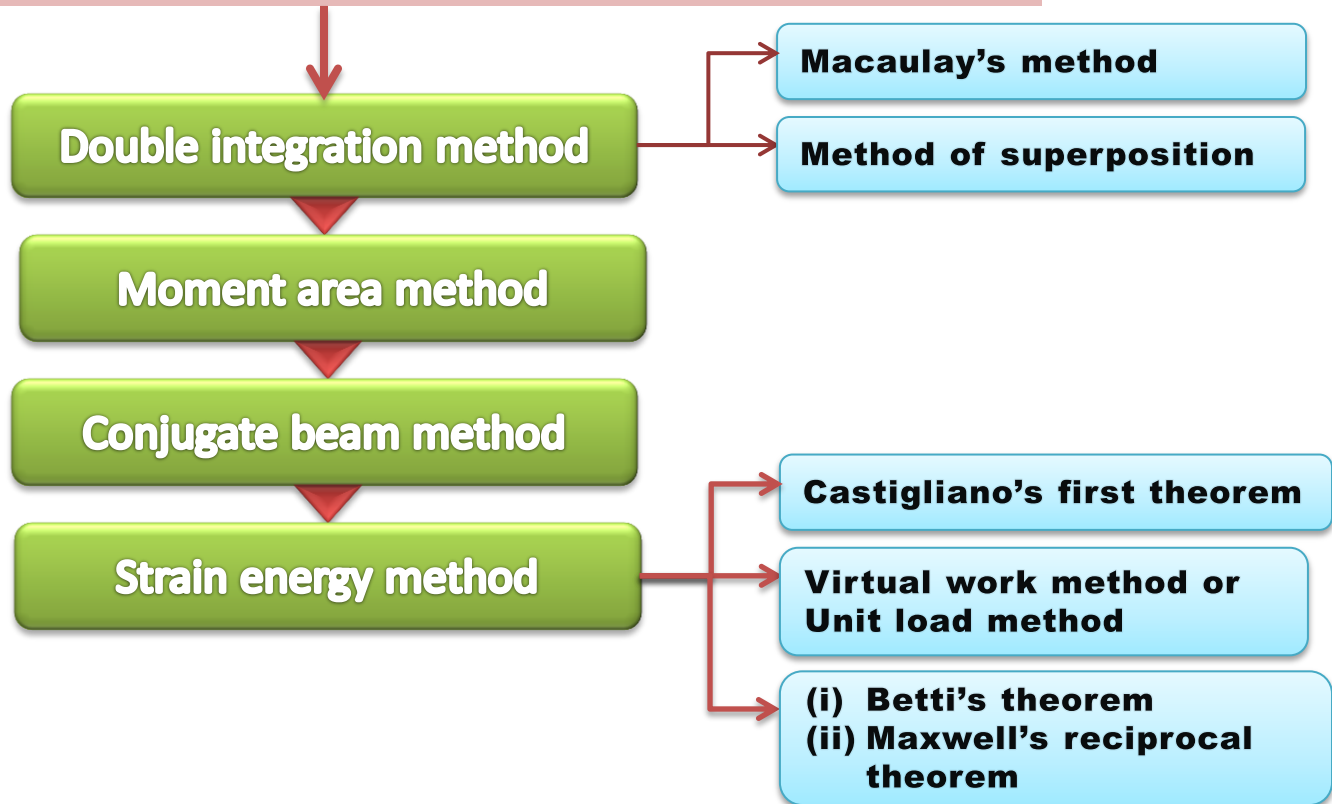 Double integration method
Macaulay’s method
Method of superposition
Moment area method
Conjugate beam method
Strain energy method
Castigliano’s first theorem
Virtual work method or
Unit load method
(i) Betti’s theorem
(ii) Maxwell’s reciprocal
theorem